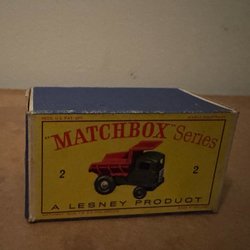 "MATCHBOX" Series
2 2
A LESNEY PRODUCT